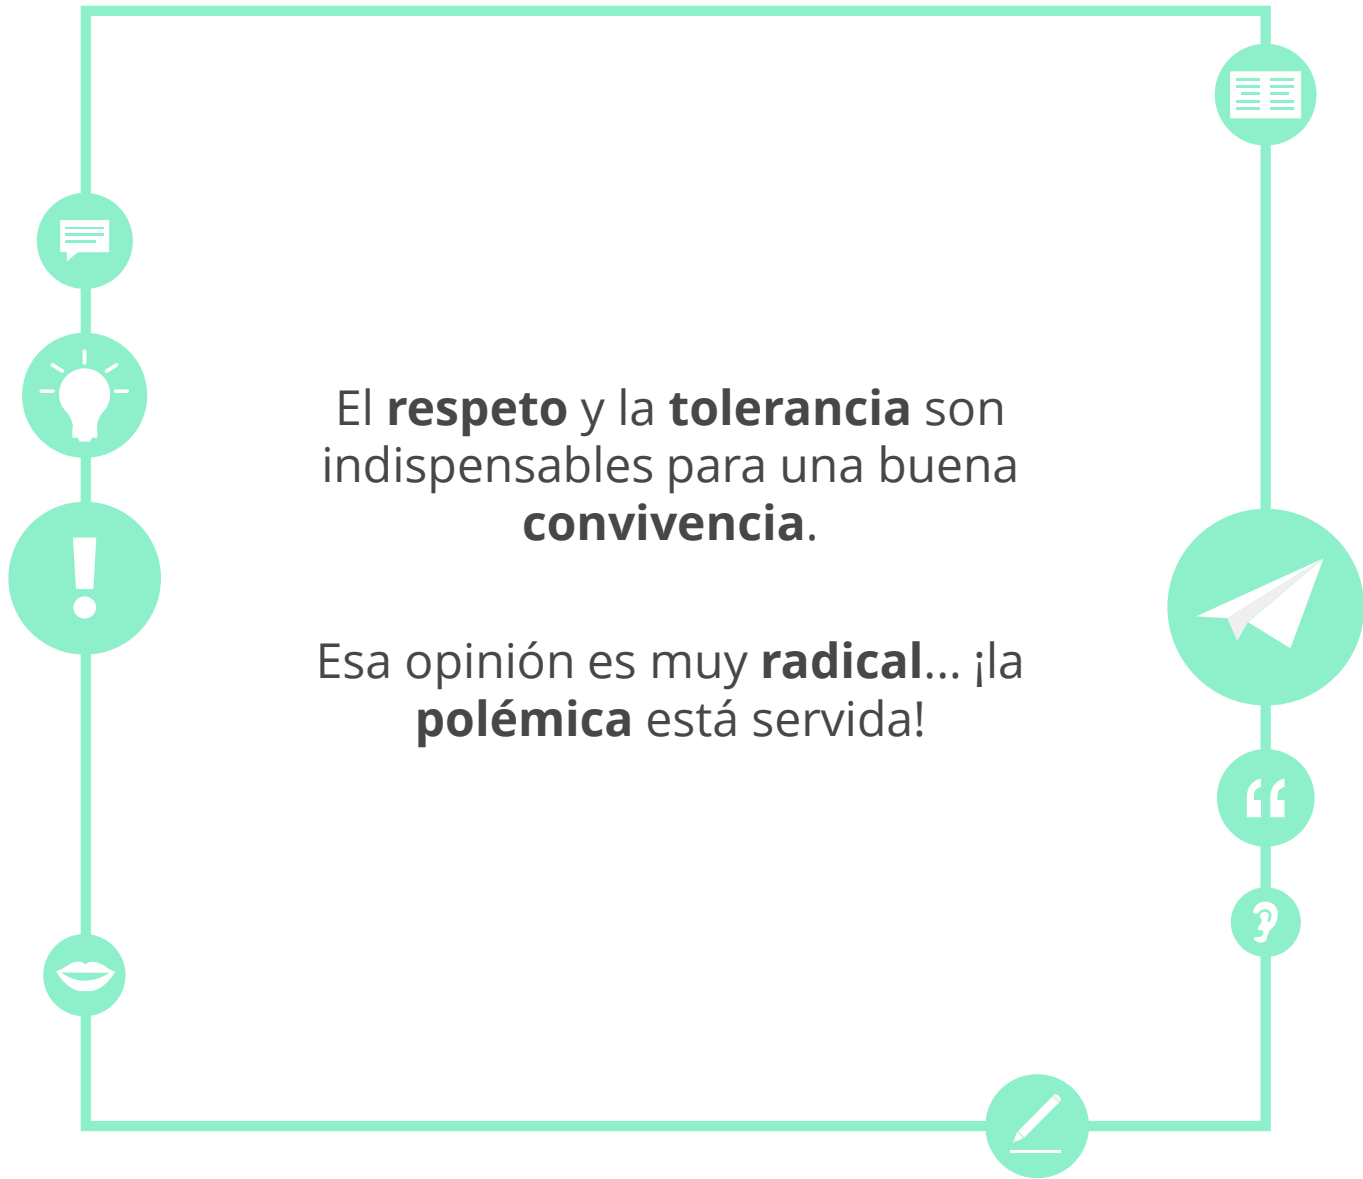 El respeto y la tolerancia son
indispensables para una buena
convivencia.
Esa opinión es muy radical... ¡la
polémica está servida!